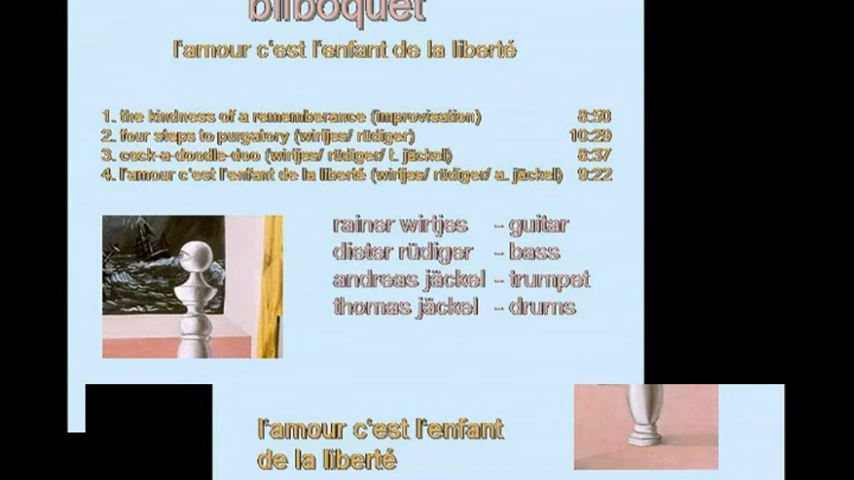 bilboquet
l'amour c'est l'enfant de la liberté
1. the kindness of a rememberance (improvisation) 8:50
2. four steps to purgatory (wirtjes/ rüdiger) 10:29
3. cock-a-doodle-doo (wirtjes/ rüdiger/ t. jäckel) 8:37
4. l'amour c'est l'enfant de la liberté (wirtjes/ rüdiger/ a. jäckel) 9:22
rainer wirtjes - guitar
dieter rüdiger - bass
andreas jäckel - trumpet
thomas jäckel - drums
l'amour c'est l'enfant
de la liberté